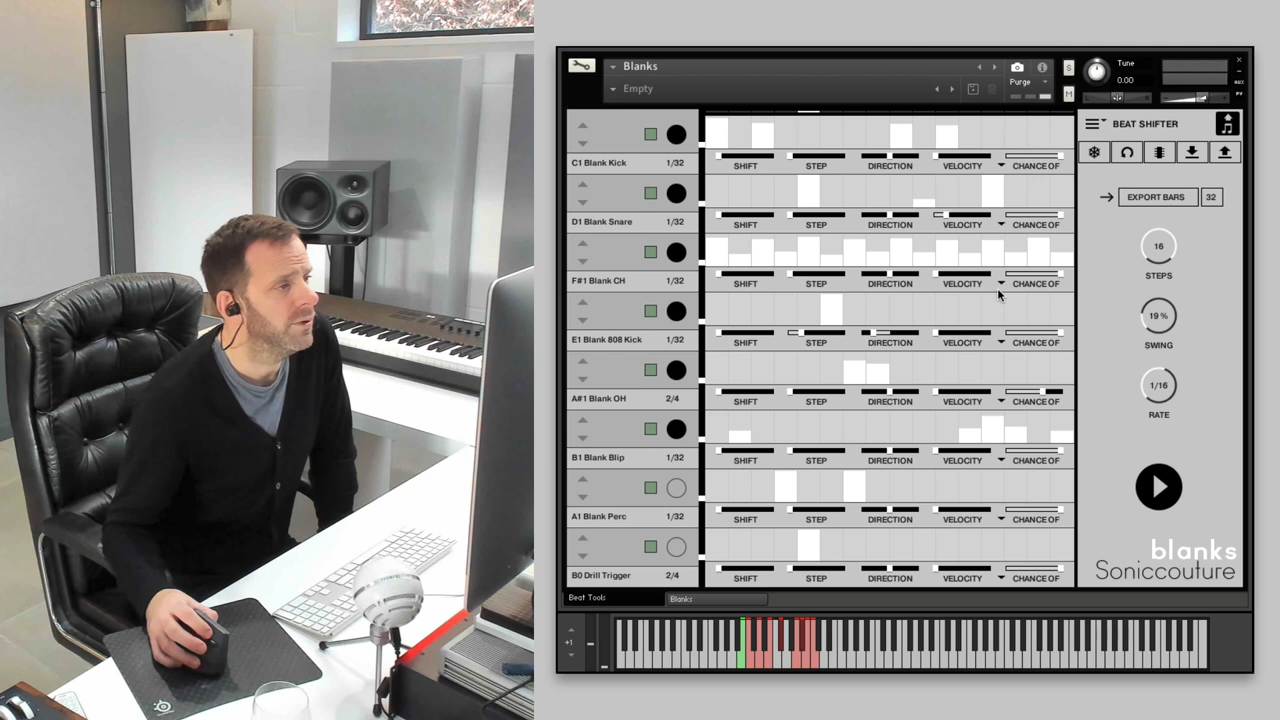 Blanks
Empty
Purge
S
M
Tune
0.00
AUX
PV
C1 Blank Kick 1/32
SHIFT STEP DIRECTION VELOCITY CHANCE OF
D1 Blank Snare 1/32
SHIFT STEP DIRECTION VELOCITY CHANCE OF
F#1 Blank CH 1/32
SHIFT STEP DIRECTION VELOCITY CHANCE OF
E1 Blank 808 Kick 1/32
SHIFT STEP DIRECTION VELOCITY CHANCE OF
A#1 Blank OH 2/4
SHIFT STEP DIRECTION VELOCITY CHANCE OF
B1 Blank Blip 1/32
SHIFT STEP DIRECTION VELOCITY CHANCE OF
A1 Blank Perc 1/32
SHIFT STEP DIRECTION VELOCITY CHANCE OF
B0 Drill Trigger 2/4
SHIFT STEP DIRECTION VELOCITY CHANCE OF
BEAT SHIFTER
EXPORT BARS 32
16
STEPS
19 %
SWING
1/16
RATE
blanks
Soniccouture
Beat Tools
Blanks
+1